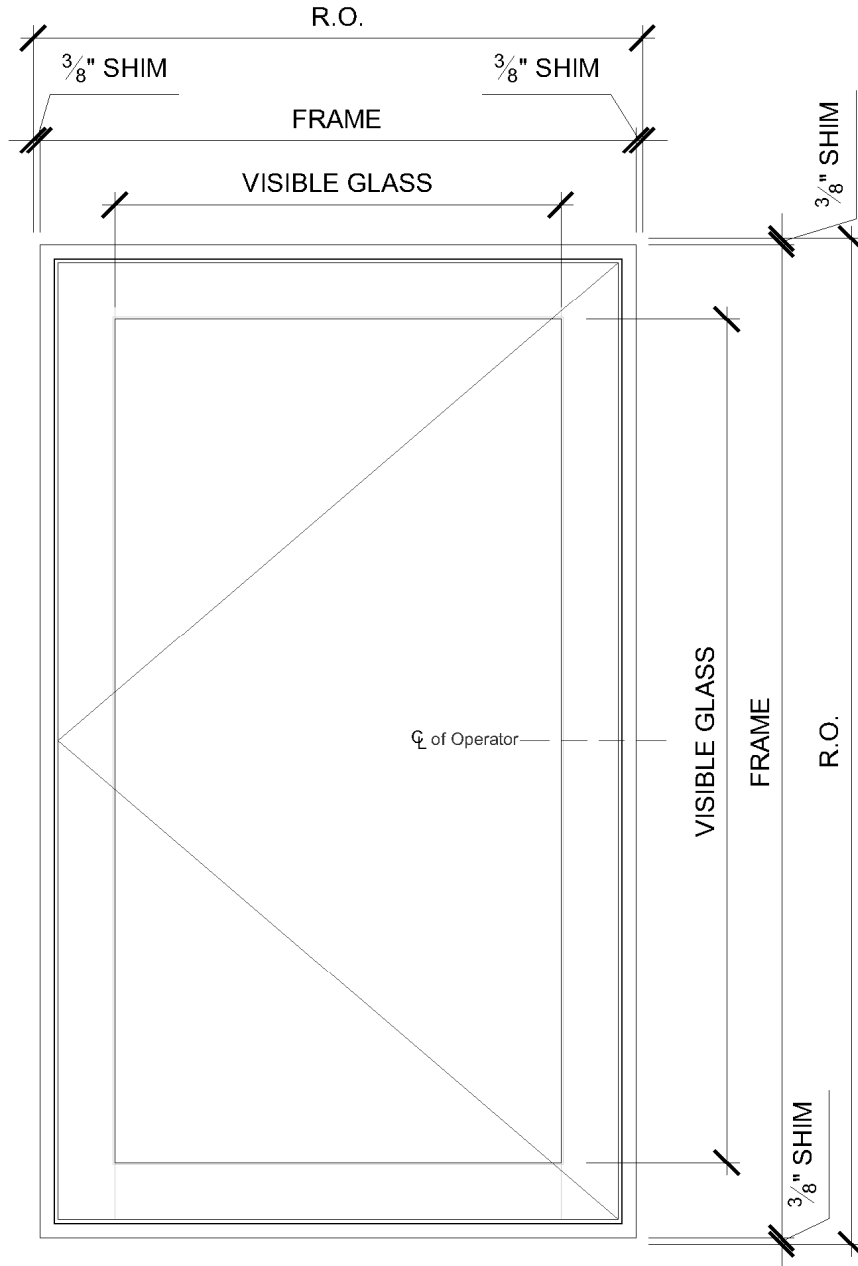 R.O.
3/8" SHIM
3/8" SHIM
FRAME
VISIBLE GLASS
3/8" SHIM
℄ of Operator
VISIBLE GLASS
FRAME
R.O.
3/8" SHIM